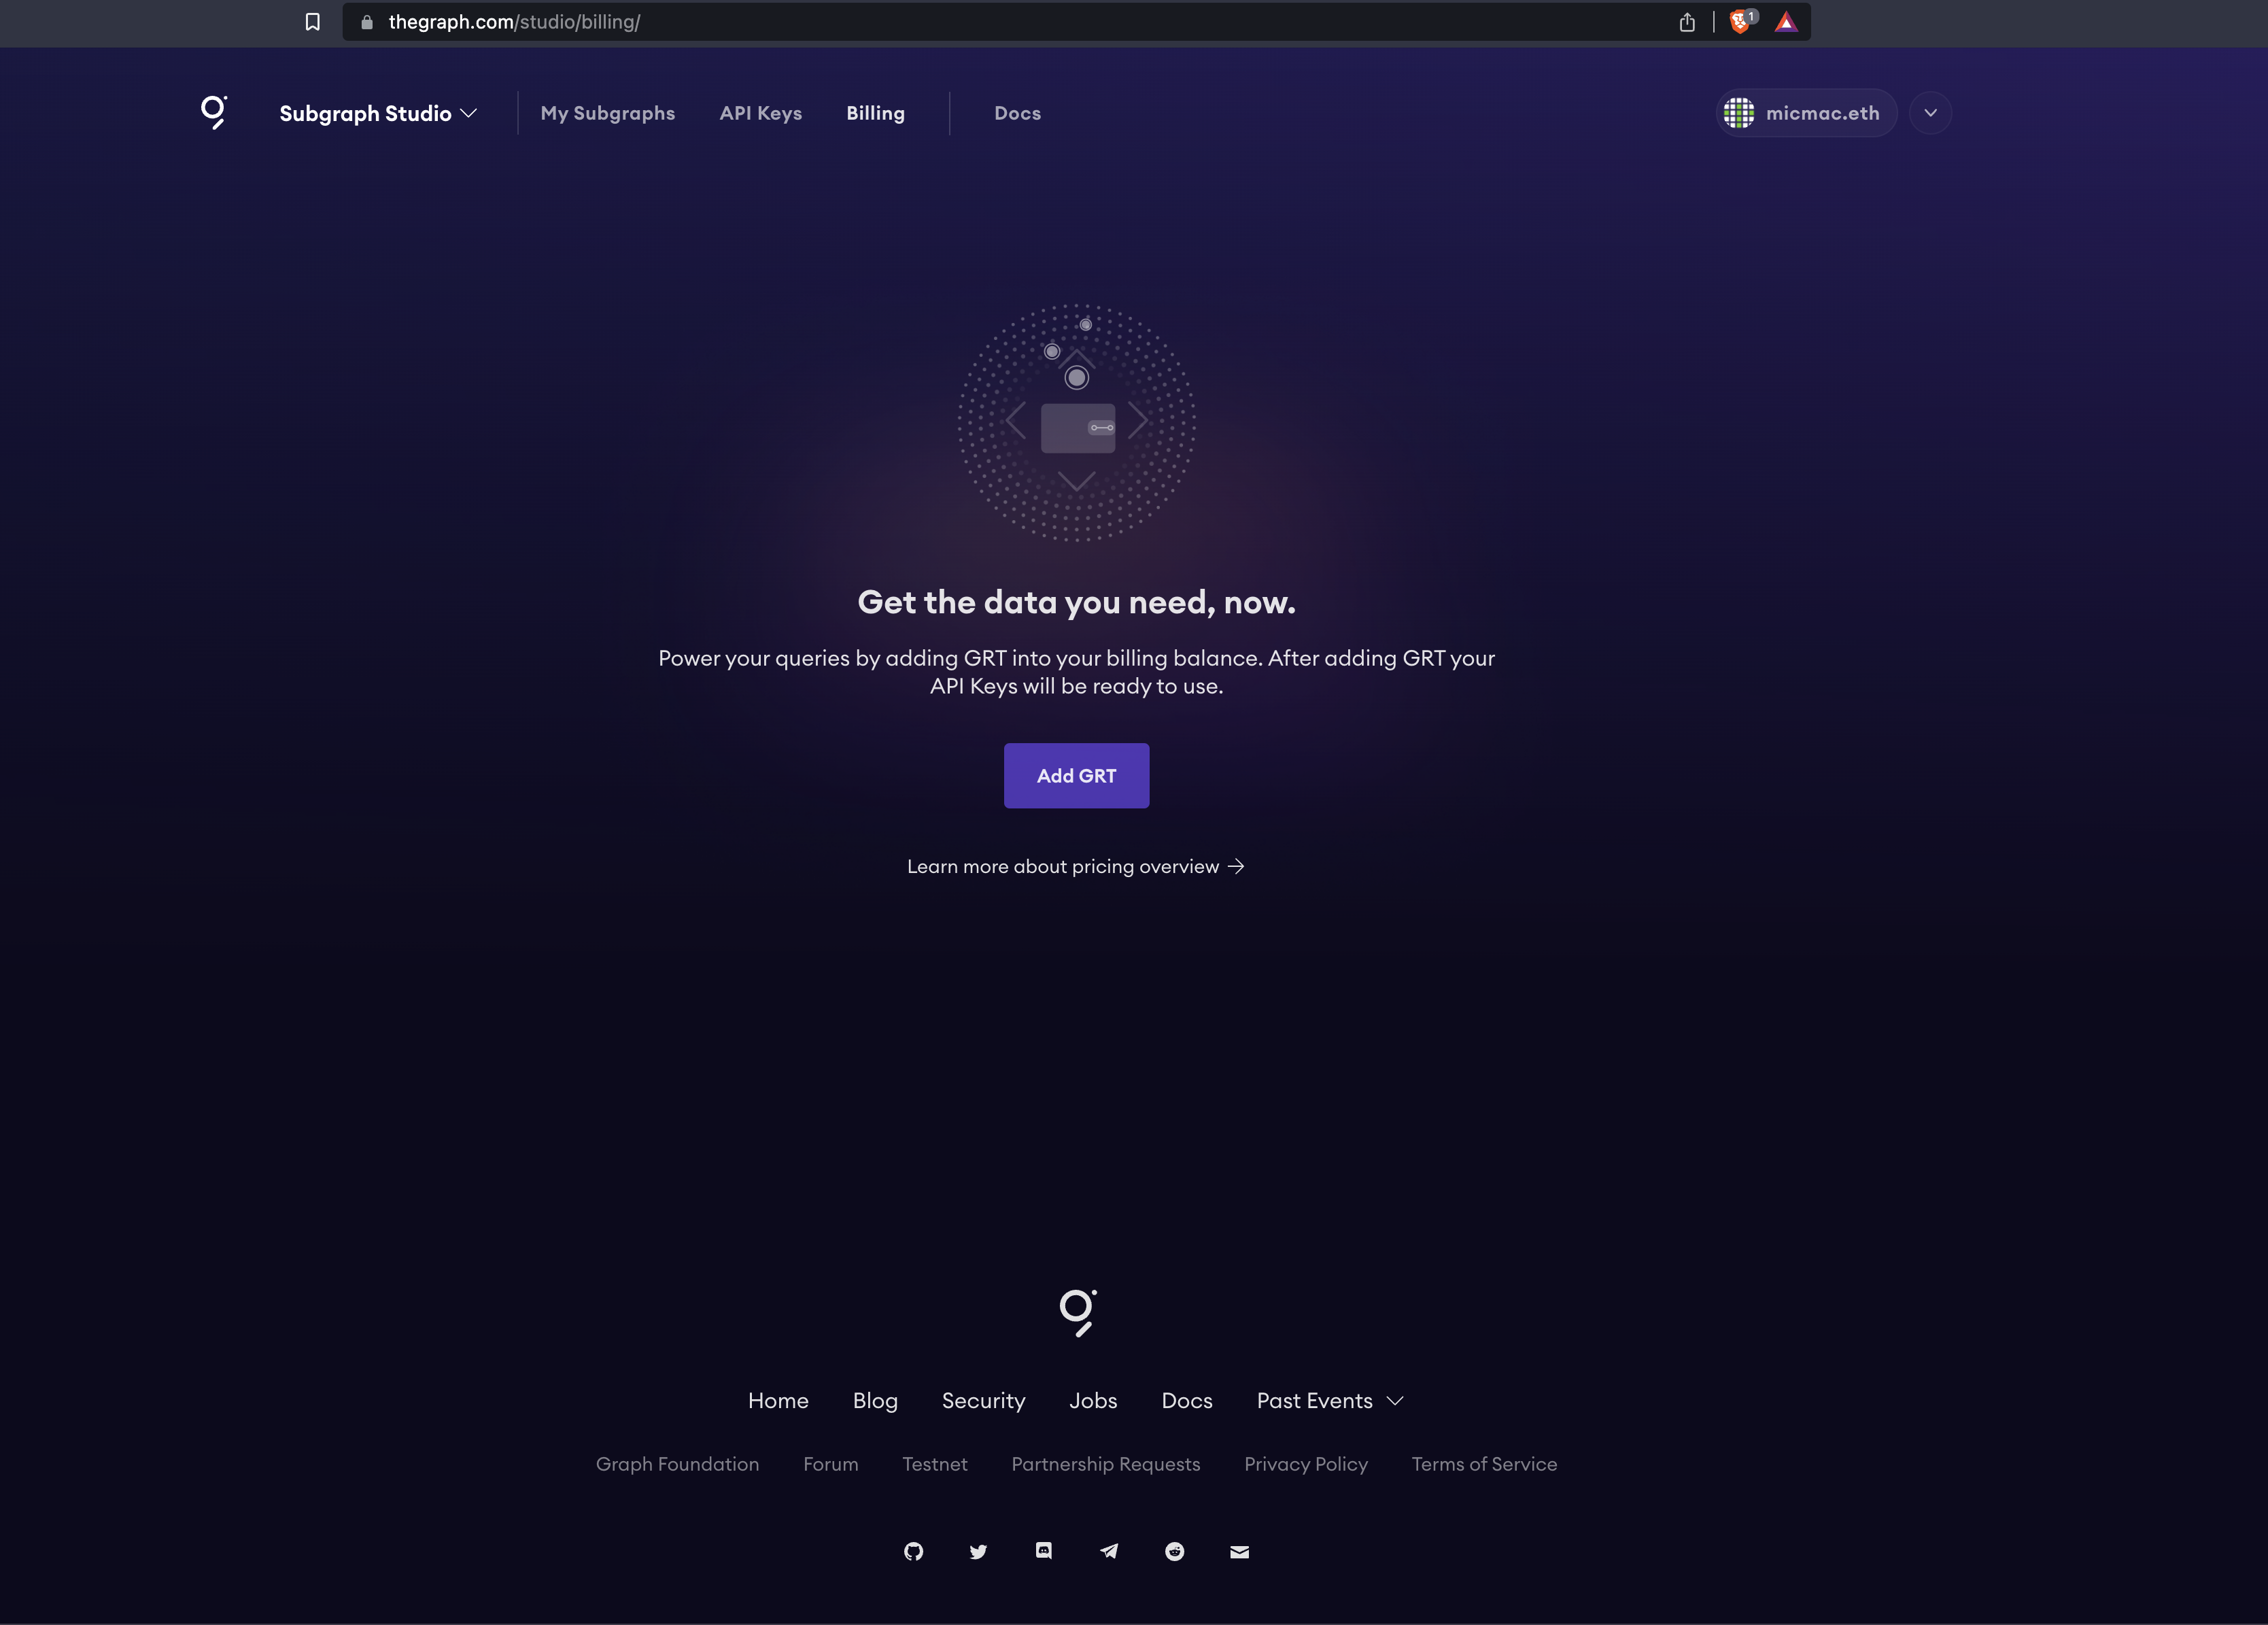 thegraph.com/studio/billing/
1
Subgraph Studio
My Subgraphs
API Keys
Billing
Docs
micmac.eth
Get the data you need, now.
Power your queries by adding GRT into your billing balance. After adding GRT your
API Keys will be ready to use.
Add GRT
Learn more about pricing overview →
Home
Blog
Security
Jobs
Docs
Past Events
Graph Foundation
Forum
Testnet
Partnership Requests
Privacy Policy
Terms of Service